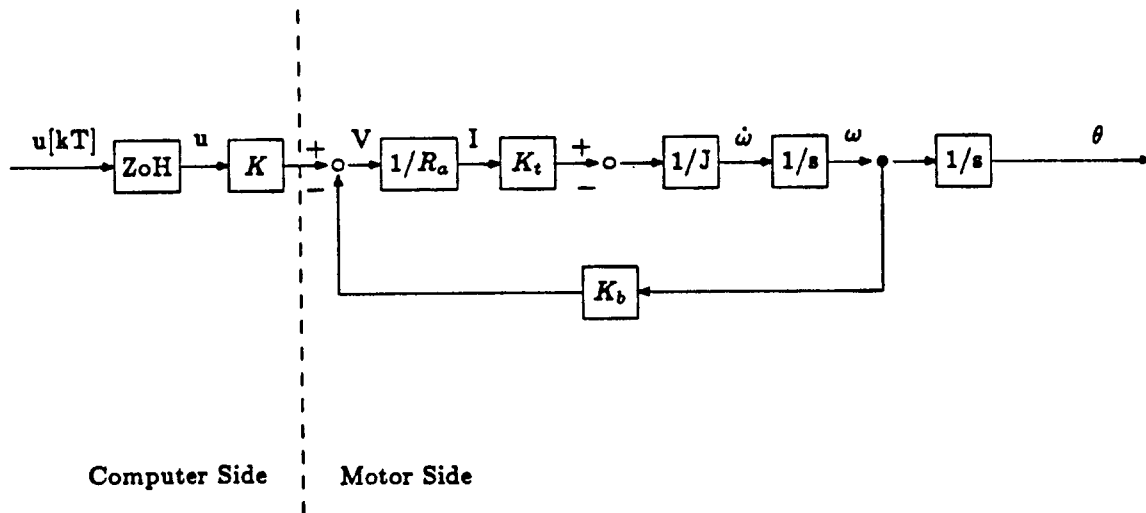 u[kT] ZoH u K + − V 1/R_a I K_t + − 1/J ω̇ 1/s ω 1/s θ
K_b
Computer Side Motor Side